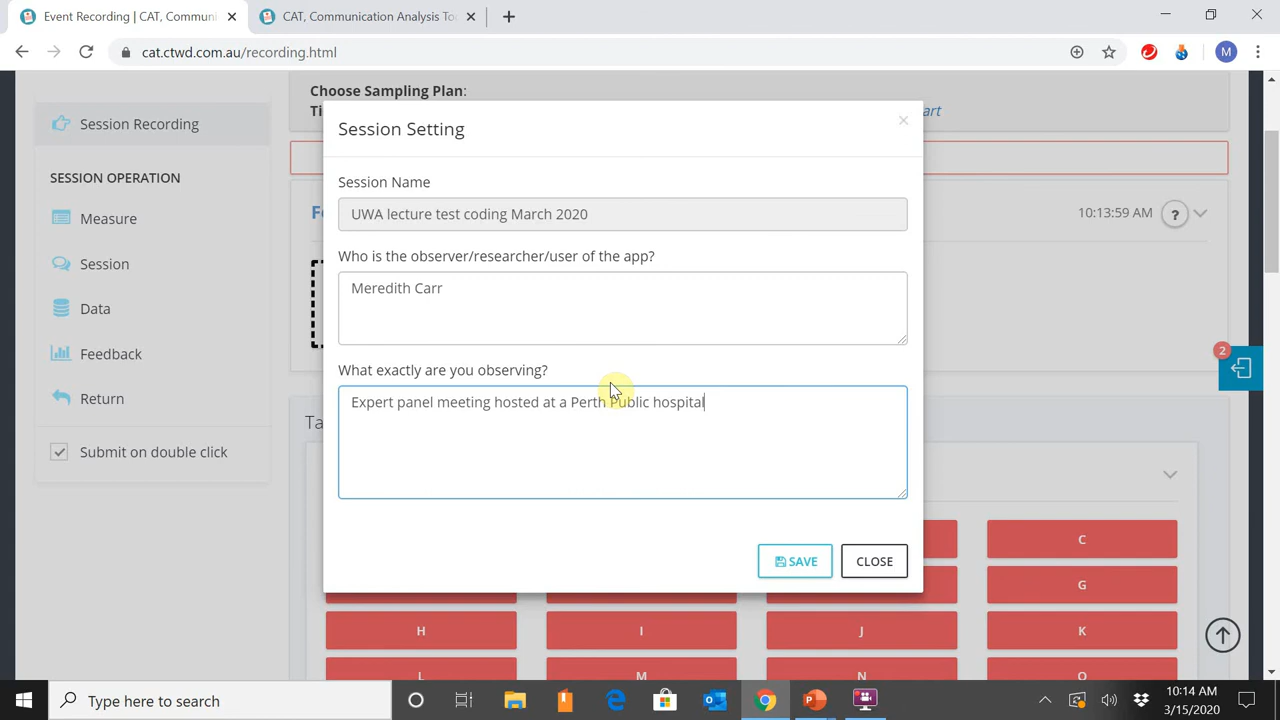 Event Recording | CAT, Commun
CAT, Communication Analysis Too
cat.ctwd.com.au/recording.html
M
Choose Sampling Plan:
Session Recording
Session Setting
SESSION OPERATION
Session Name
Measure
UWA lecture test coding March 2020
10:13:59 AM
?
Who is the observer/researcher/user of the app?
Session
Meredith Carr
Data
Feedback
2
What exactly are you observing?
Return
Expert panel meeting hosted at a Perth Public hospital
Submit on double click
SAVE
CLOSE
C
G
H
I
J
K
L
M
N
O
Type here to search
10:14 AM
3/15/2020